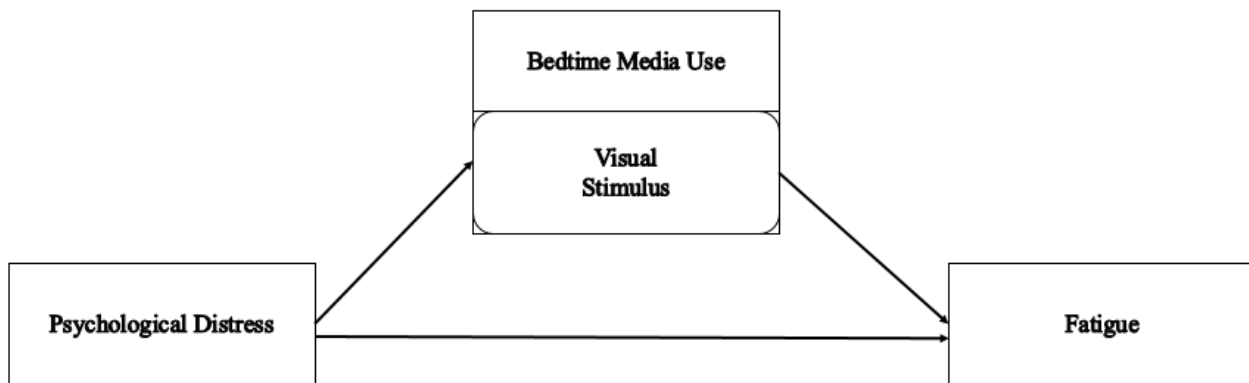 Bedtime Media Use
Visual
Stimulus
Psychological Distress
Fatigue